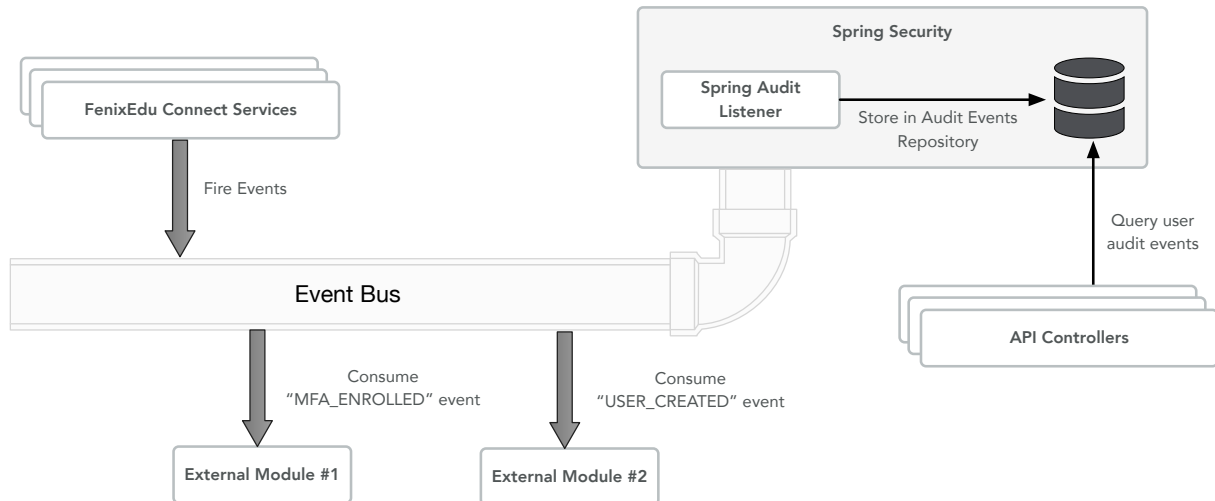 Spring Security
FenixEdu Connect Services
Spring Audit
Listener
Store in Audit Events
Repository
Fire Events
Query user
audit events
Event Bus
API Controllers
Consume
“MFA_ENROLLED” event
Consume
“USER_CREATED” event
External Module #1
External Module #2